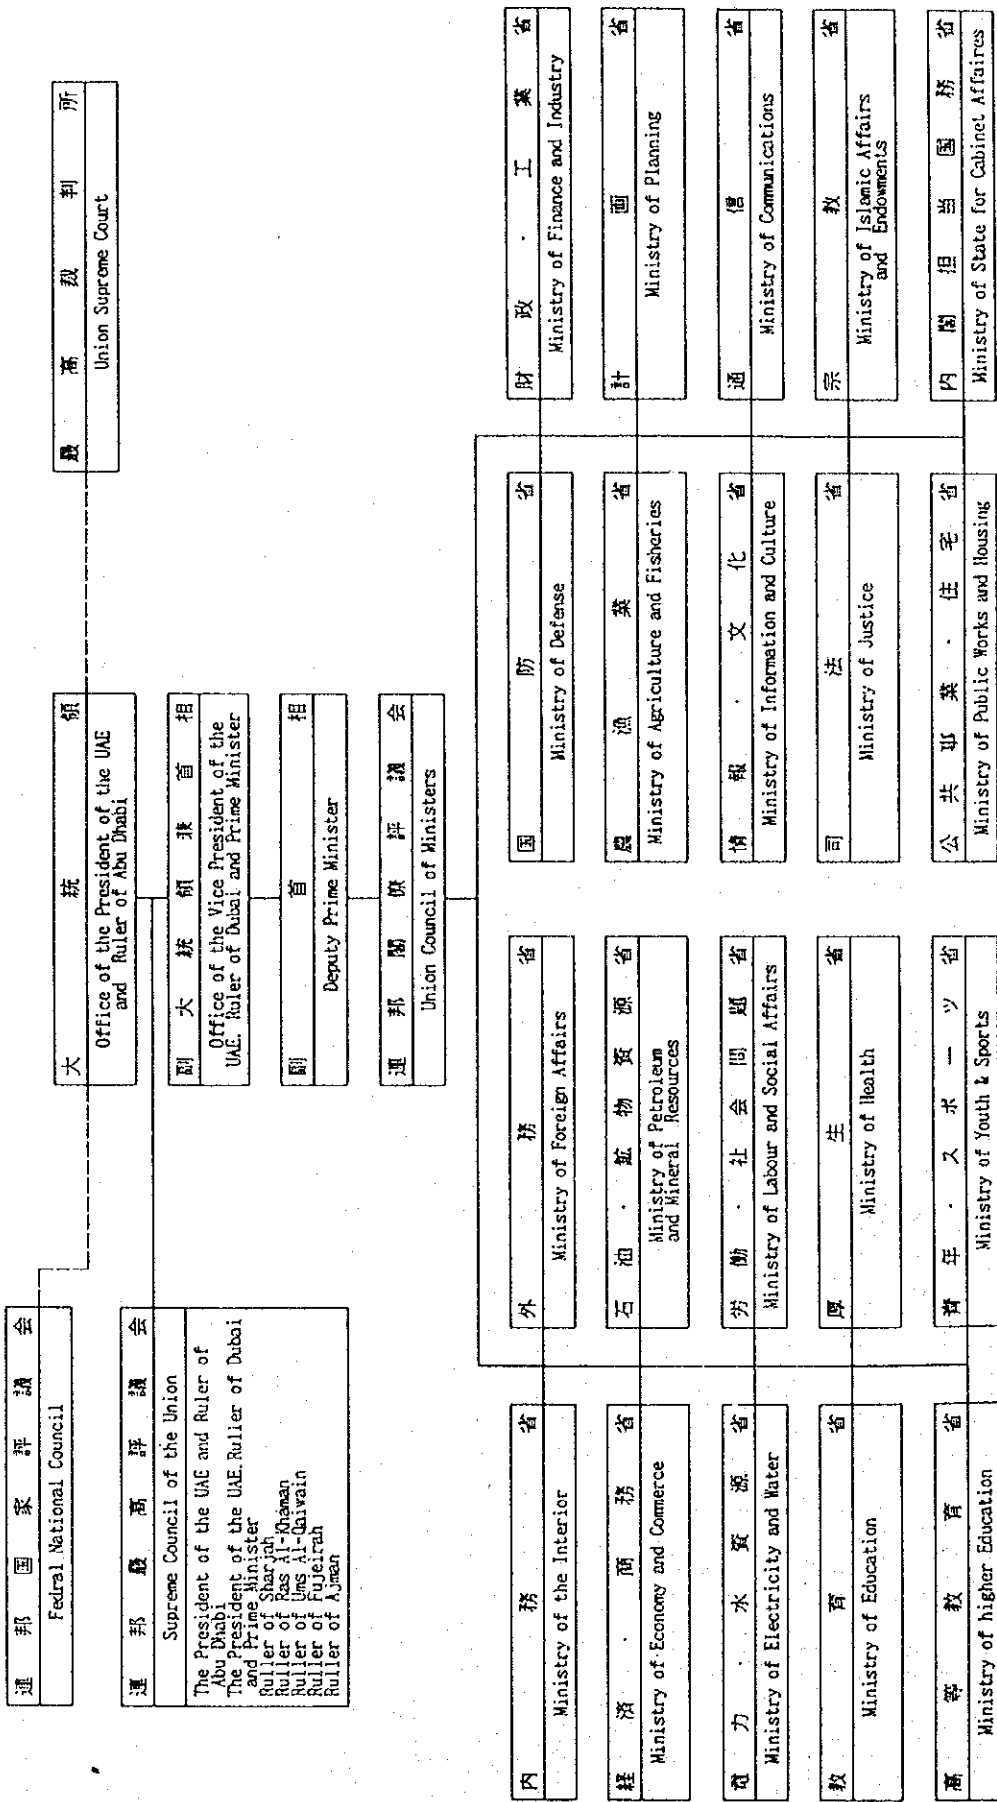 連邦国家評議会
Fedral National Council
連邦最高評議会
Supreme Council of the Union
The President of the UAE and Ruler of
Abu Dhabi
The President of the UAE. Ruller of Dubai
and Prime Minister
Ruller of Sharjah
Ruller of Ras Al-Khaman
Ruller of Ums Al-Qaiwain
Ruller of Fujeirah
Ruller of Ajman
大統領
Office of the President of the UAE
and Ruler of Abu Dhabi
副大統領兼首相
Office of the Vice President of the
UAE. Ruler of Dubai and Prime Minister
副首相
Deputy Prime Minister
連邦閣僚評議会
Union Council of Ministers
最高裁判所
Union Supreme Court
内務省
Ministry of the Interior
外務省
Ministry of Foreign Affairs
国防省
Ministry of Defense
財政・工業省
Ministry of Finance and Industry
経済・商務省
Ministry of Economy and Commerce
石油・鉱物資源省
Ministry of Petroleum
and Mineral Resources
農漁業省
Ministry of Agriculture and Fisheries
計画省
Ministry of Planning
電力・水資源省
Ministry of Electricity and Water
労働・社会問題省
Ministry of Labour and Social Affairs
情報・文化省
Ministry of Information and Culture
通信省
Ministry of Communications
教育省
Ministry of Education
厚生省
Ministry of Health
司法省
Ministry of Justice
宗教省
Ministry of Islamic Affairs
and Endowments
高等教育省
Ministry of higher Education
青年・スポーツ省
Ministry of Youth & Sports
公共事業・住宅省
Ministry of Public Works and Housing
内閣担当国務省
Ministry of State for Cabinet Affaires